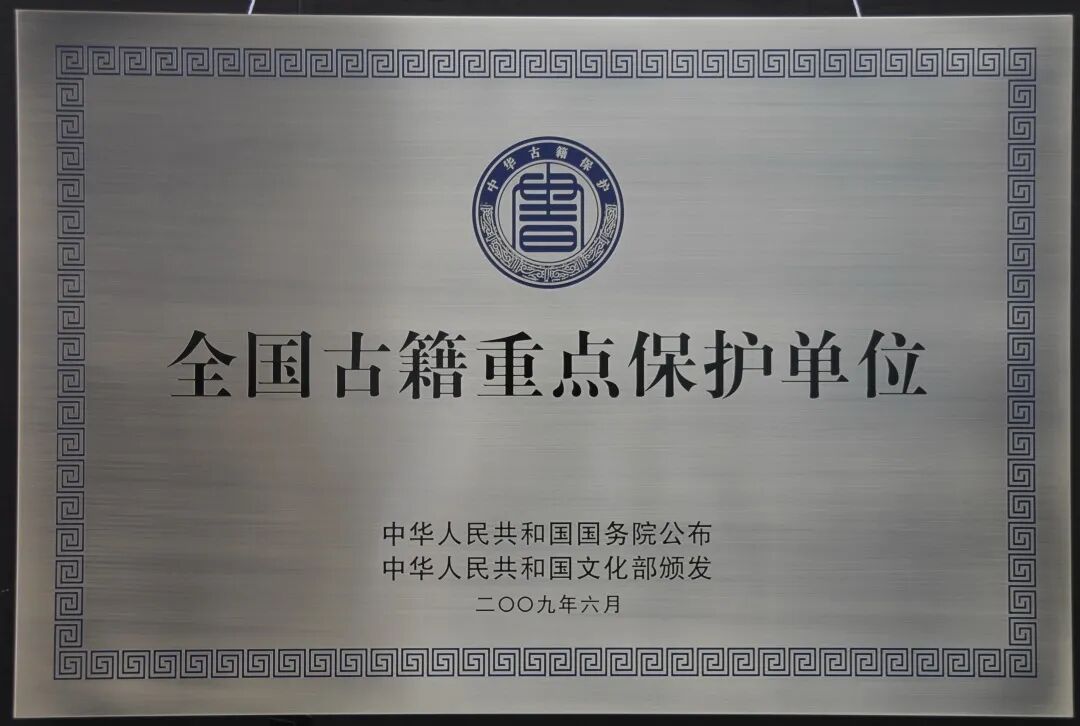 中华古籍保护
書
全国古籍重点保护单位
中华人民共和国国务院公布
中华人民共和国文化部颁发
二〇〇九年六月